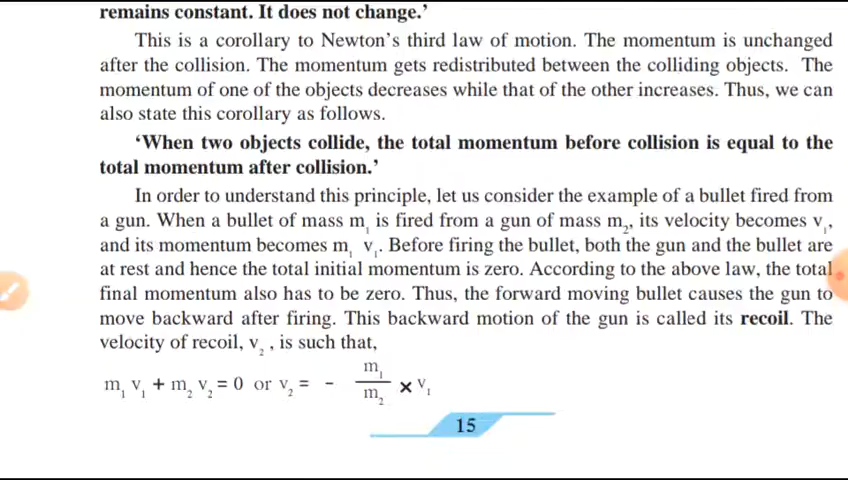 remains constant. It does not change.’
This is a corollary to Newton’s third law of motion. The momentum is unchanged
after the collision. The momentum gets redistributed between the colliding objects. The
momentum of one of the objects decreases while that of the other increases. Thus, we can
also state this corollary as follows.
‘When two objects collide, the total momentum before collision is equal to the
total momentum after collision.’
In order to understand this principle, let us consider the example of a bullet fired from
a gun. When a bullet of mass m₁ is fired from a gun of mass m₂, its velocity becomes v₁,
and its momentum becomes m₁ v₁. Before firing the bullet, both the gun and the bullet are
at rest and hence the total initial momentum is zero. According to the above law, the total
final momentum also has to be zero. Thus, the forward moving bullet causes the gun to
move backward after firing. This backward motion of the gun is called its recoil. The
velocity of recoil, v₂ , is such that,
m₁ v₁ + m₂ v₂ = 0 or v₂ = - m₁/m₂ × v₁
15